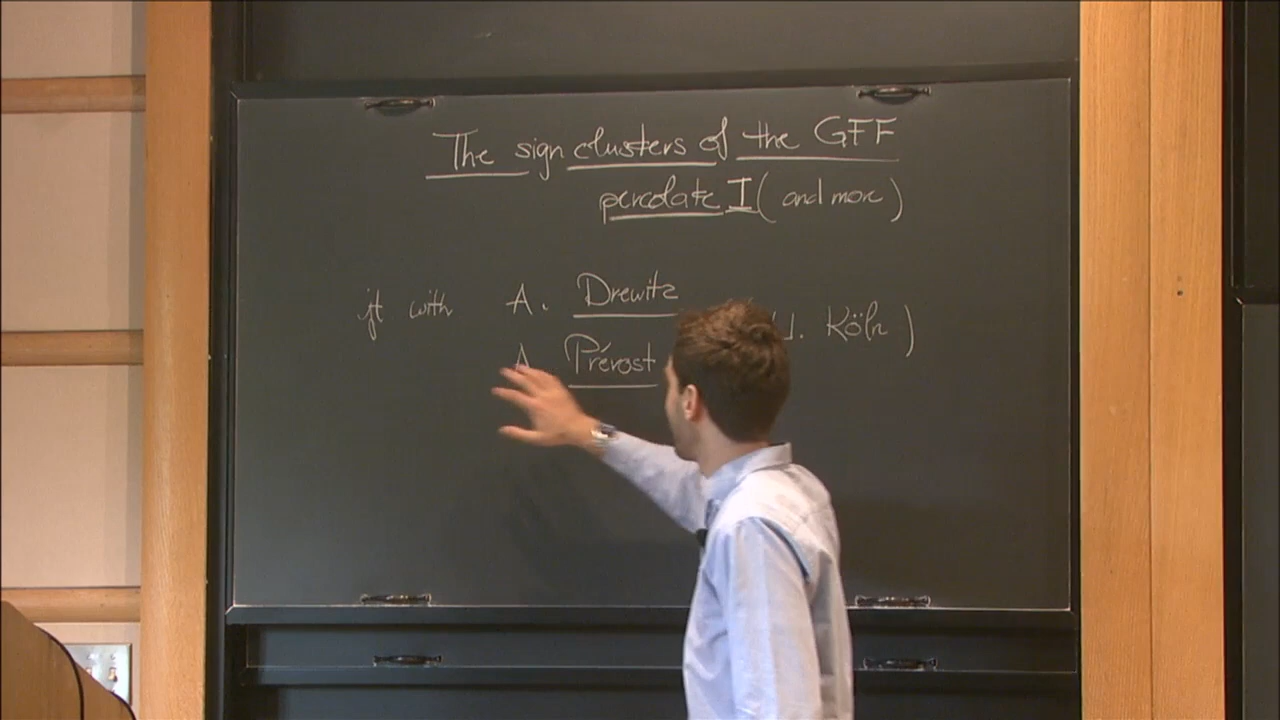 The sign clusters of the GFF
percolate I (and more)
jt with A. Drewitz
A. Prévost
Köln)